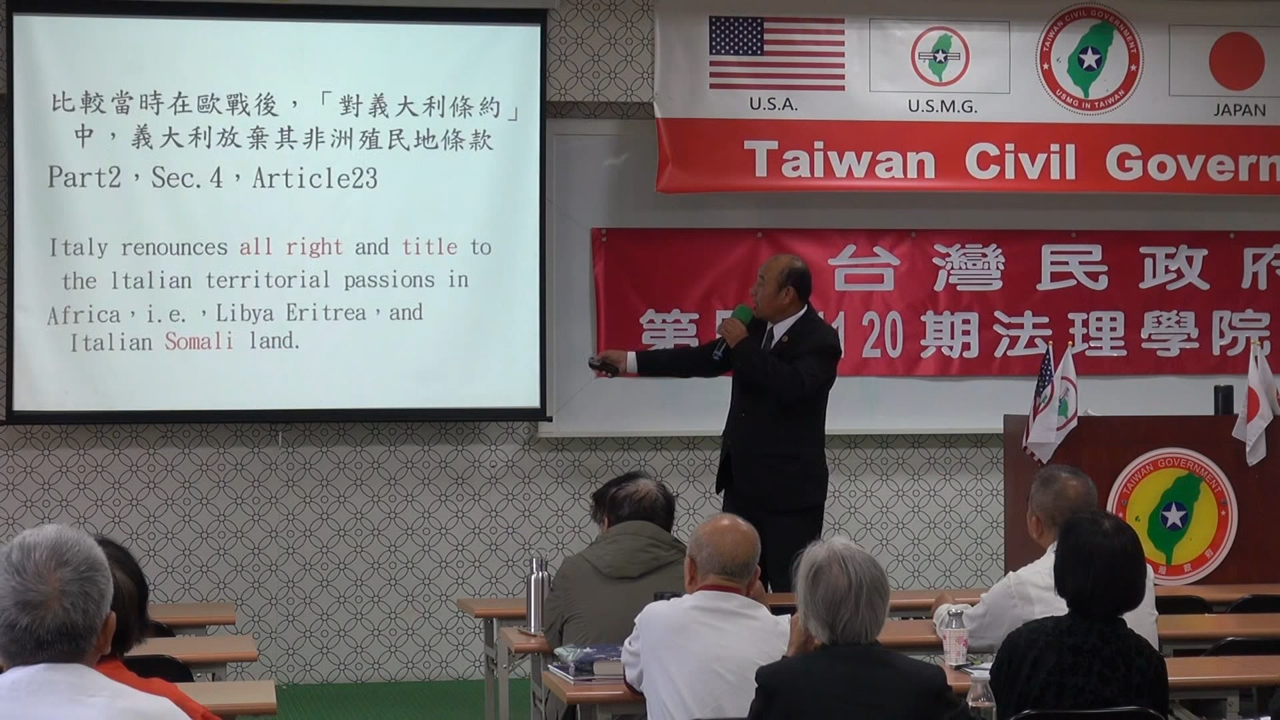 比較當時在歐戰後，「對義大利條約」
中，義大利放棄其非洲殖民地條款
Part2，Sec.4，Article23
Italy renounces all right and title to
the ltalian territorial passions in
Africa，i.e.，Libya Eritrea，and
Italian Somali land.
U.S.A.
U.S.M.G.
TAIWAN CIVIL GOVERNMENT
USMG IN TAIWAN
JAPAN
Taiwan Civil Govern
台灣民政府
第
120期法理學院
TAIWAN GOVERNMENT